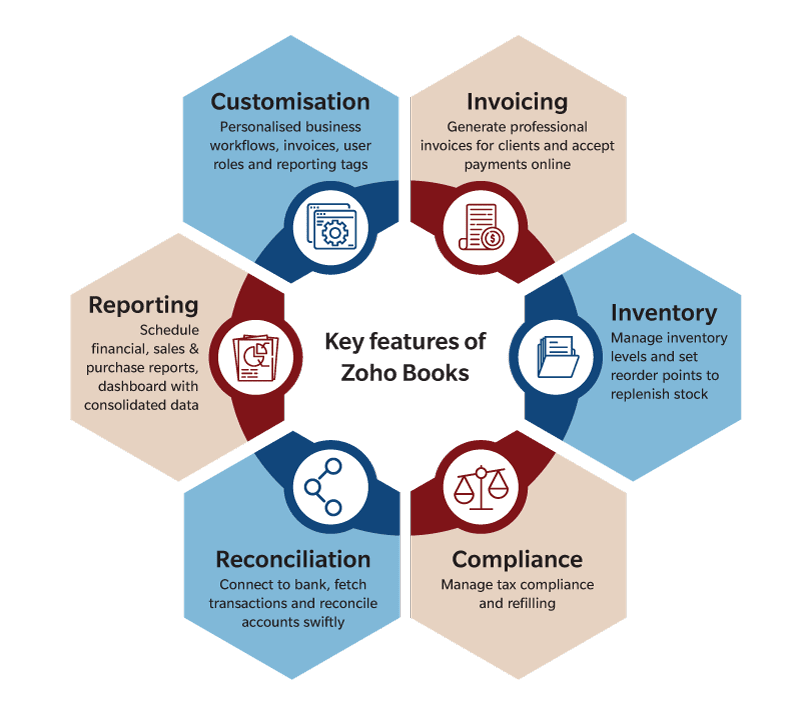 Customisation
Personalised business
workflows, invoices, user
roles and reporting tags
Invoicing
Generate professional
invoices for clients and accept
payments online
Reporting
Schedule
financial, sales &
purchase reports,
dashboard with
consolidated data
Key features of
Zoho Books
Inventory
Manage inventory
levels and set
reorder points to
replenish stock
Reconciliation
Connect to bank, fetch
transactions and reconcile
accounts swiftly
Compliance
Manage tax compliance
and refilling